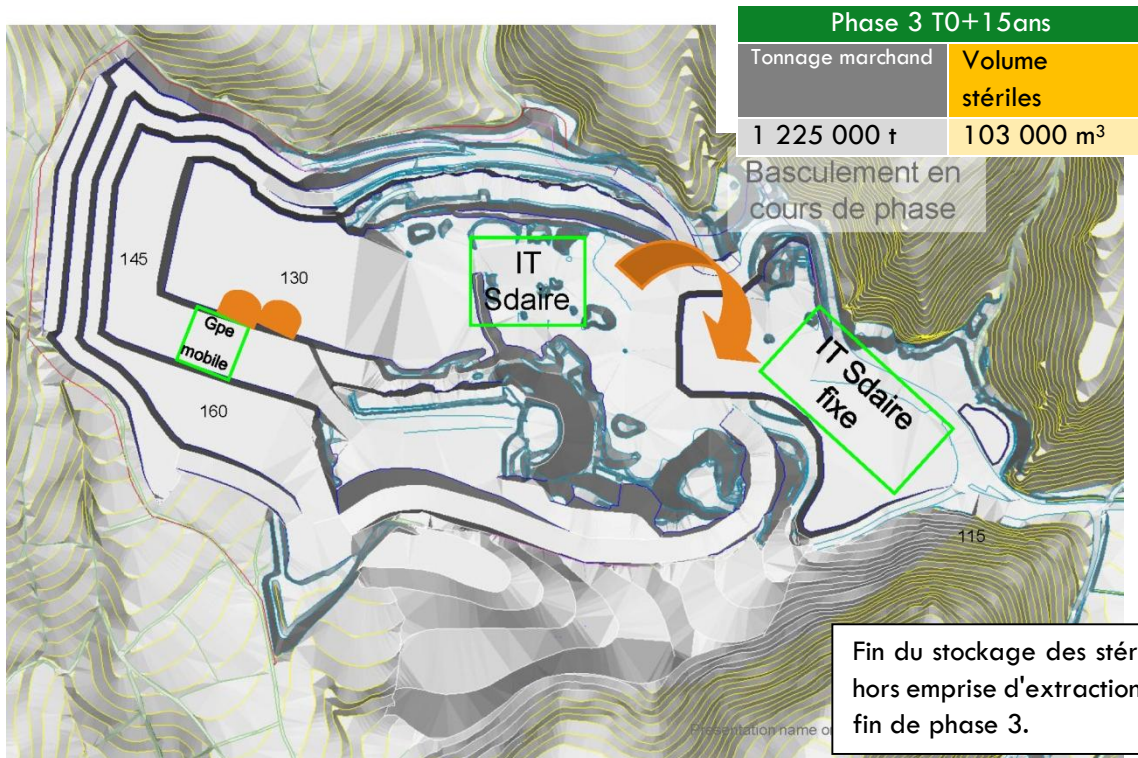 Phase 3 T0+15ans
Tonnage marchand
Volume
stériles
1 225 000 t
103 000 m³
Basculement en
cours de phase
145
130
IT
Sdaire
Gpe
mobile
160
IT Sdaire
fixe
115
Fin du stockage des
hors emprise d'extraction
fin de phase 3.
name